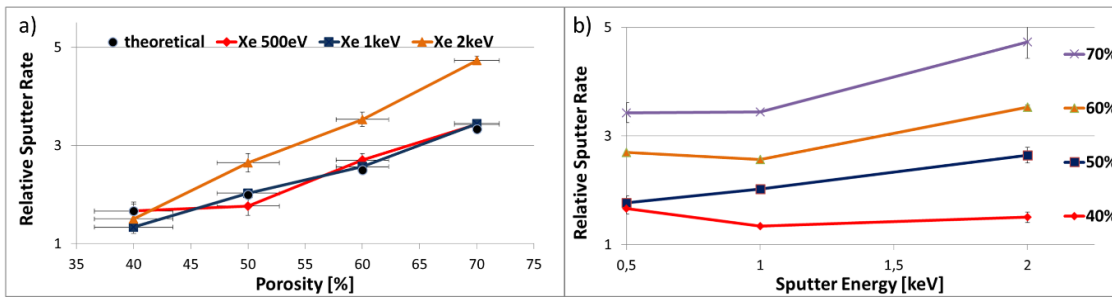 a)
theoretical Xe 500eV Xe 1keV Xe 2keV
Relative Sputter Rate
5
3
1
35 40 45 50 55 60 65 70 75
Porosity [%]
b)
Relative Sputter Rate
5
3
1
70%
60%
50%
40%
0,5 1 1,5 2
Sputter Energy [keV]